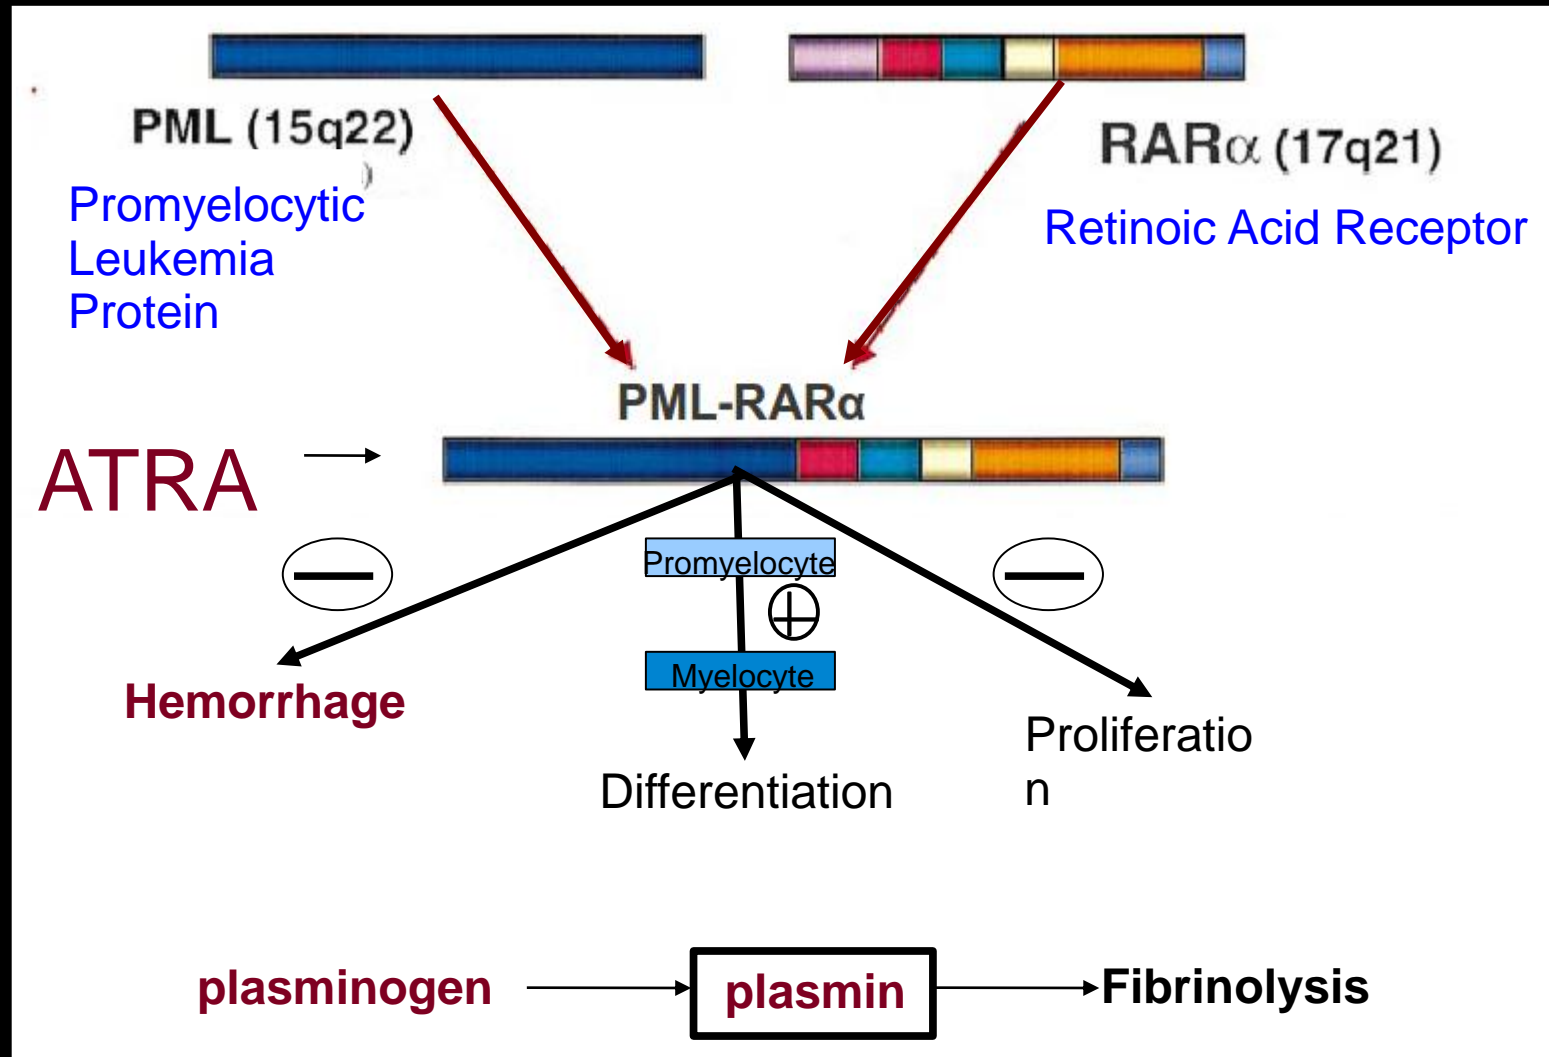 PML (15q22)
RARα (17q21)
Promyelocytic
Leukemia
Protein
Retinoic Acid Receptor
PML-RARα
ATRA
Promyelocyte
Myelocyte
Hemorrhage
Proliferatio
n
Differentiation
plasminogen
plasmin
Fibrinolysis